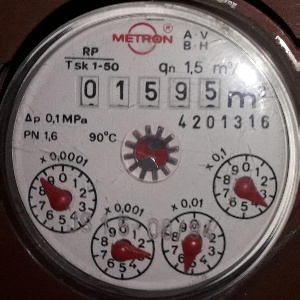 METRON ® A-V
B-H
RP
Tsk 1-50 qn 1,5 m³/h
01595 m³
Δp 0,1 MPa 4201316
PN 1,6 90°C
x 0,0001 x 0,1
x 0,001 x 0,01